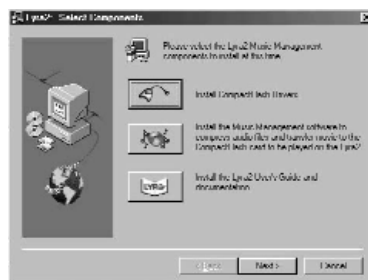 Lyra2 - Select Components
Please select the Lyra2 Music Management
components to install at this time.
Install CompactFlash Drivers
Install the Music Management software to
compress audio files and transfer music to the
CompactFlash card to be played on the Lyra2
LYRA
Install the Lyra2 User's Guide and
documentation
< Back
Next >
Cancel